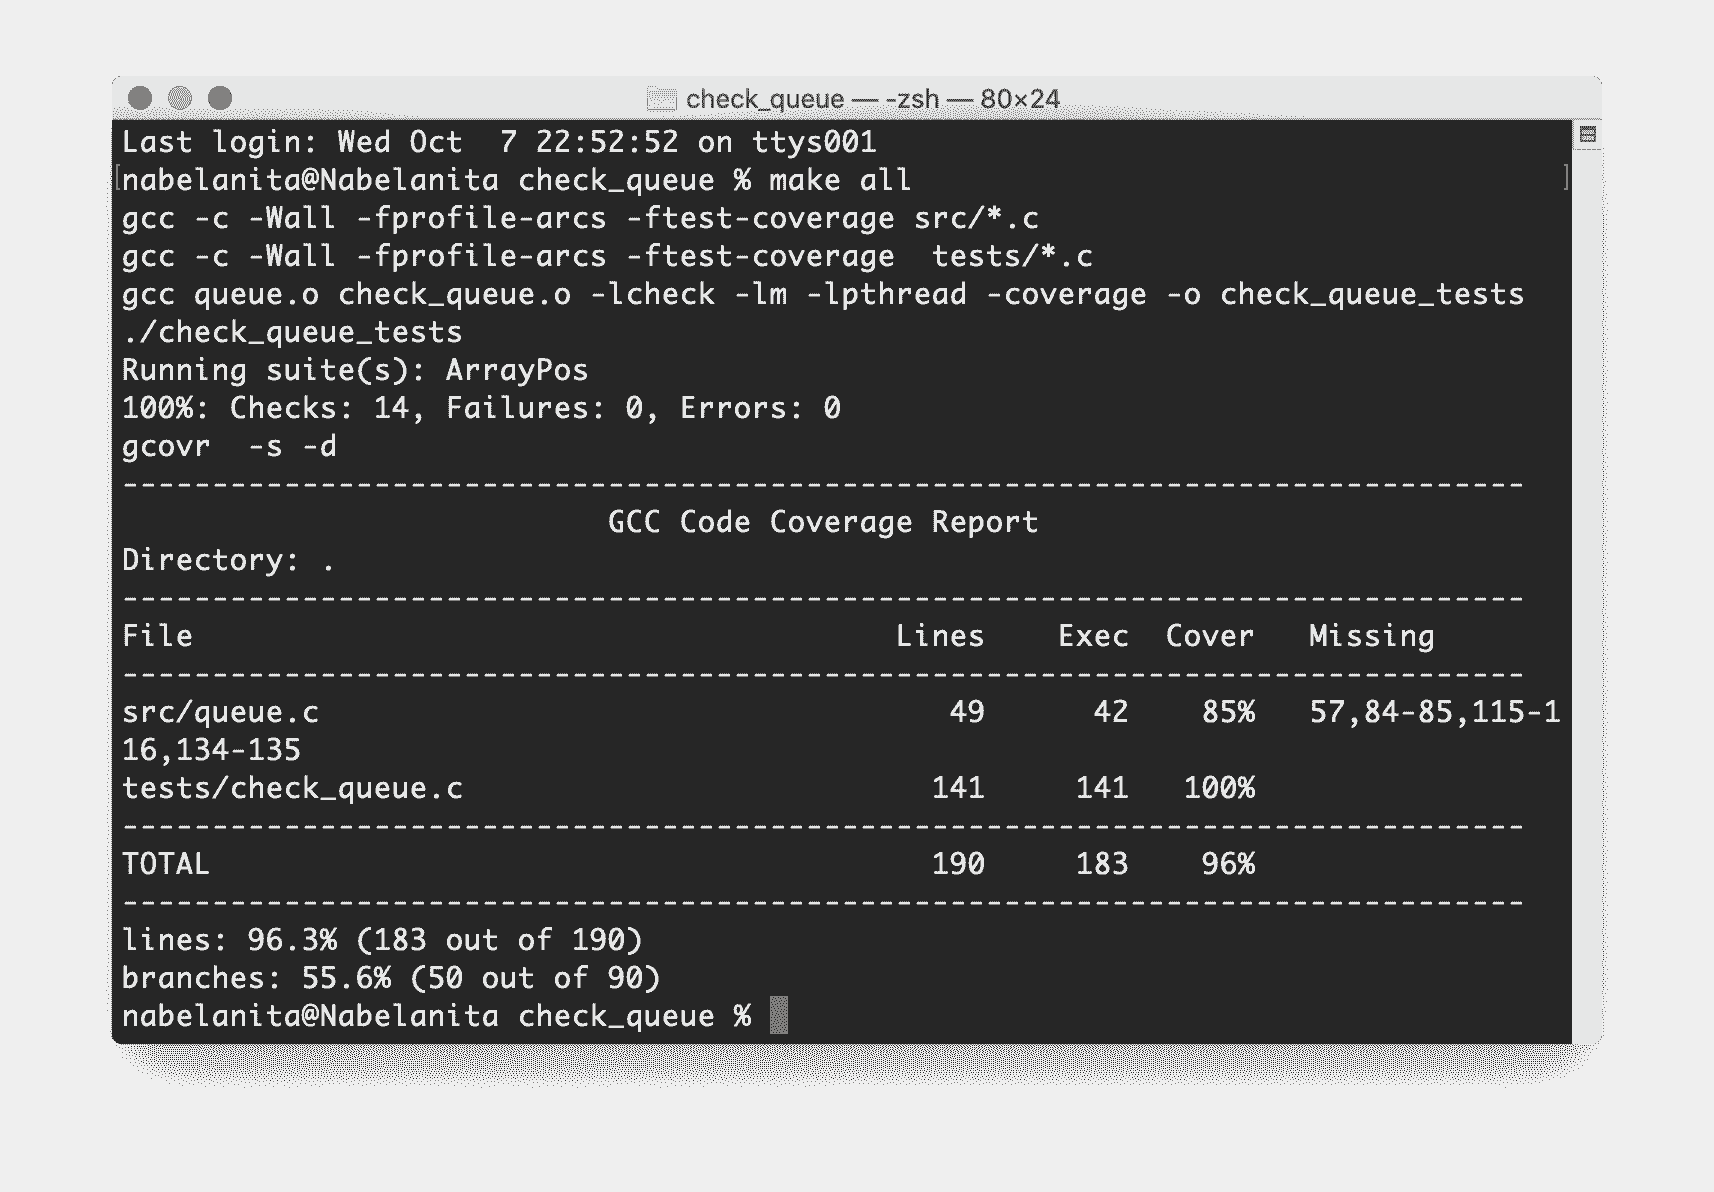 check_queue — -zsh — 80×24
Last login: Wed Oct  7 22:52:52 on ttys001
[nabelanita@Nabelanita check_queue % make all ]
gcc -c -Wall -fprofile-arcs -ftest-coverage src/*.c
gcc -c -Wall -fprofile-arcs -ftest-coverage  tests/*.c
gcc queue.o check_queue.o -lcheck -lm -lpthread -coverage -o check_queue_tests
./check_queue_tests
Running suite(s): ArrayPos
100%: Checks: 14, Failures: 0, Errors: 0
gcovr  -s -d
------------------------------------------------------------------------------
                           GCC Code Coverage Report
Directory: .
------------------------------------------------------------------------------
File                                       Lines    Exec  Cover   Missing
------------------------------------------------------------------------------
src/queue.c                                   49      42    85%   57,84-85,115-1
16,134-135
tests/check_queue.c                          141     141   100%
------------------------------------------------------------------------------
TOTAL                                        190     183    96%
------------------------------------------------------------------------------
lines: 96.3% (183 out of 190)
branches: 55.6% (50 out of 90)
nabelanita@Nabelanita check_queue %